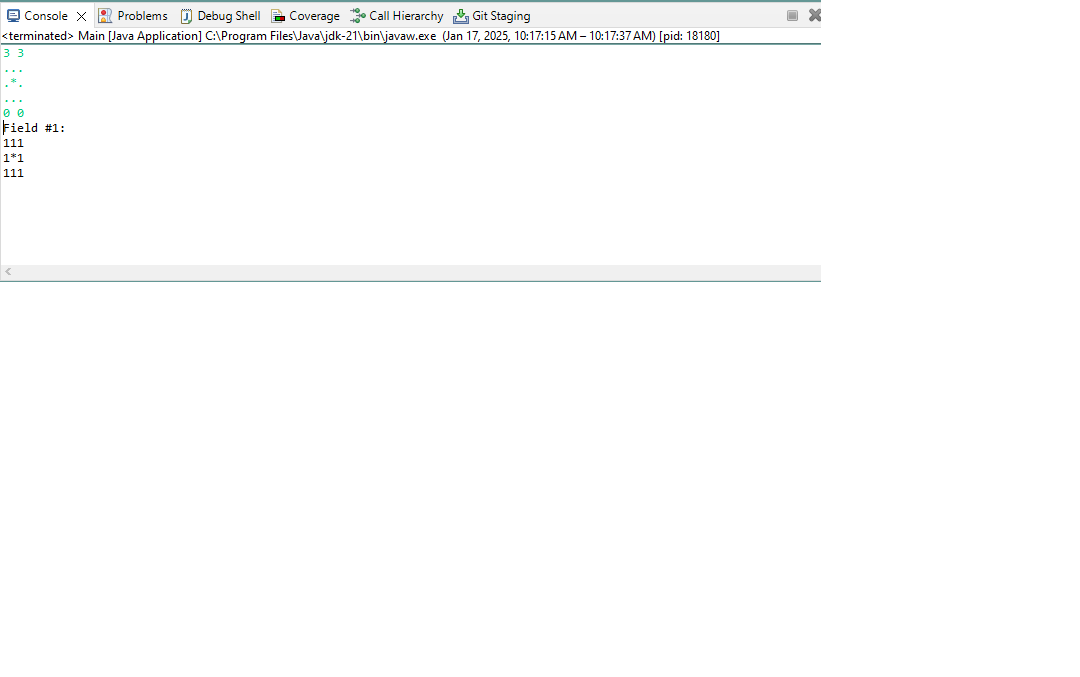 Console Problems Debug Shell Coverage Call Hierarchy Git Staging
<terminated> Main [Java Application] C:\Program Files\Java\jdk-21\bin\javaw.exe (Jan 17, 2025, 10:17:15 AM – 10:17:37 AM) [pid: 18180]
3 3
...
.*.
...
0 0
Field #1:
111
1*1
111